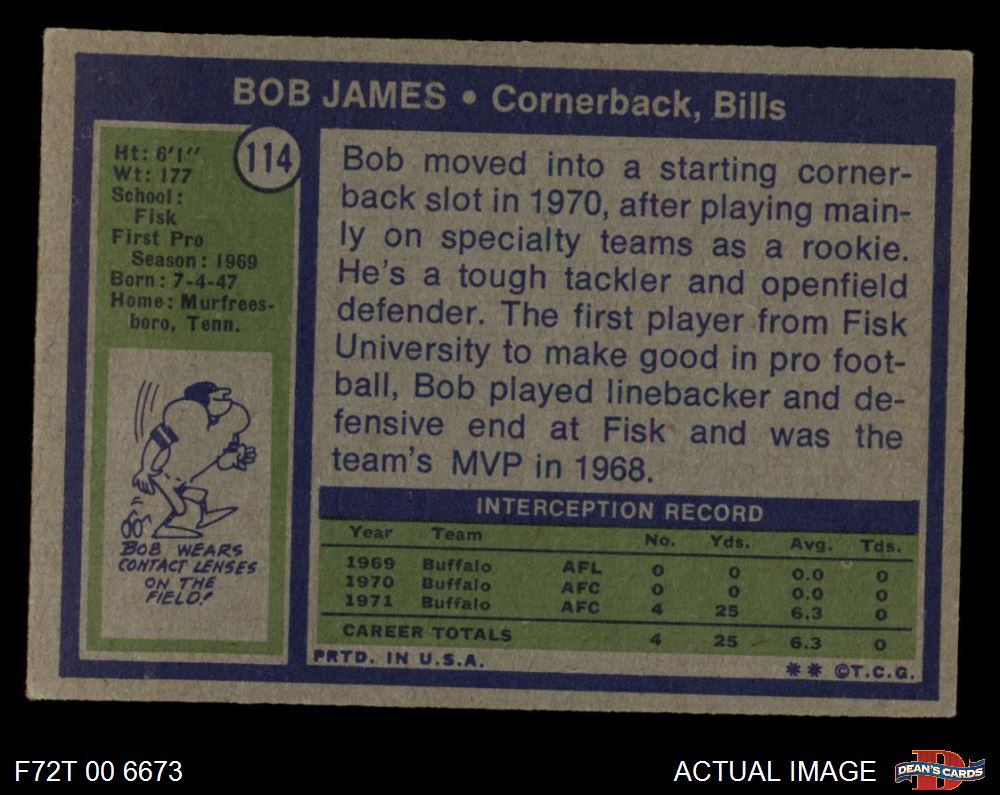 BOB JAMES • Cornerback, Bills
114
Ht: 6'1"
Wt: 177
School:
Fisk
First Pro
Season: 1969
Born: 7-4-47
Home: Murfrees-
boro, Tenn.
BOB WEARS
CONTACT LENSES
ON THE
FIELD!
Bob moved into a starting corner-
back slot in 1970, after playing main-
ly on specialty teams as a rookie.
He's a tough tackler and openfield
defender. The first player from Fisk
University to make good in pro foot-
ball, Bob played linebacker and de-
fensive end at Fisk and was the
team's MVP in 1968.
INTERCEPTION RECORD
Year Team No. Yds. Avg. Tds.
1969 Buffalo AFL 0 0 0.0 0
1970 Buffalo AFC 0 0 0.0 0
1971 Buffalo AFC 4 25 6.3 0
CAREER TOTALS 4 25 6.3 0
PRTD. IN U.S.A.
** ©T.C.G.
F72T 00 6673
ACTUAL IMAGE
D
DEAN'S CARDS